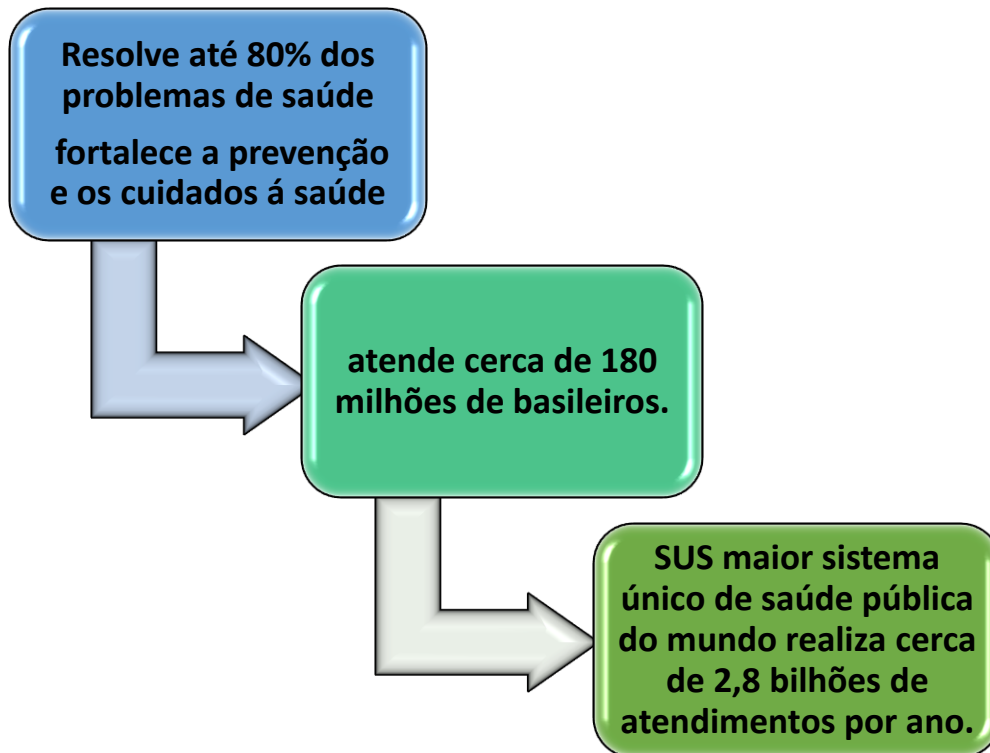 Resolve até 80% dos
problemas de saúde
fortalece a prevenção
e os cuidados á saúde
atende cerca de 180
milhões de basileiros.
SUS maior sistema
único de saúde pública
do mundo realiza cerca
de 2,8 bilhões de
atendimentos por ano.